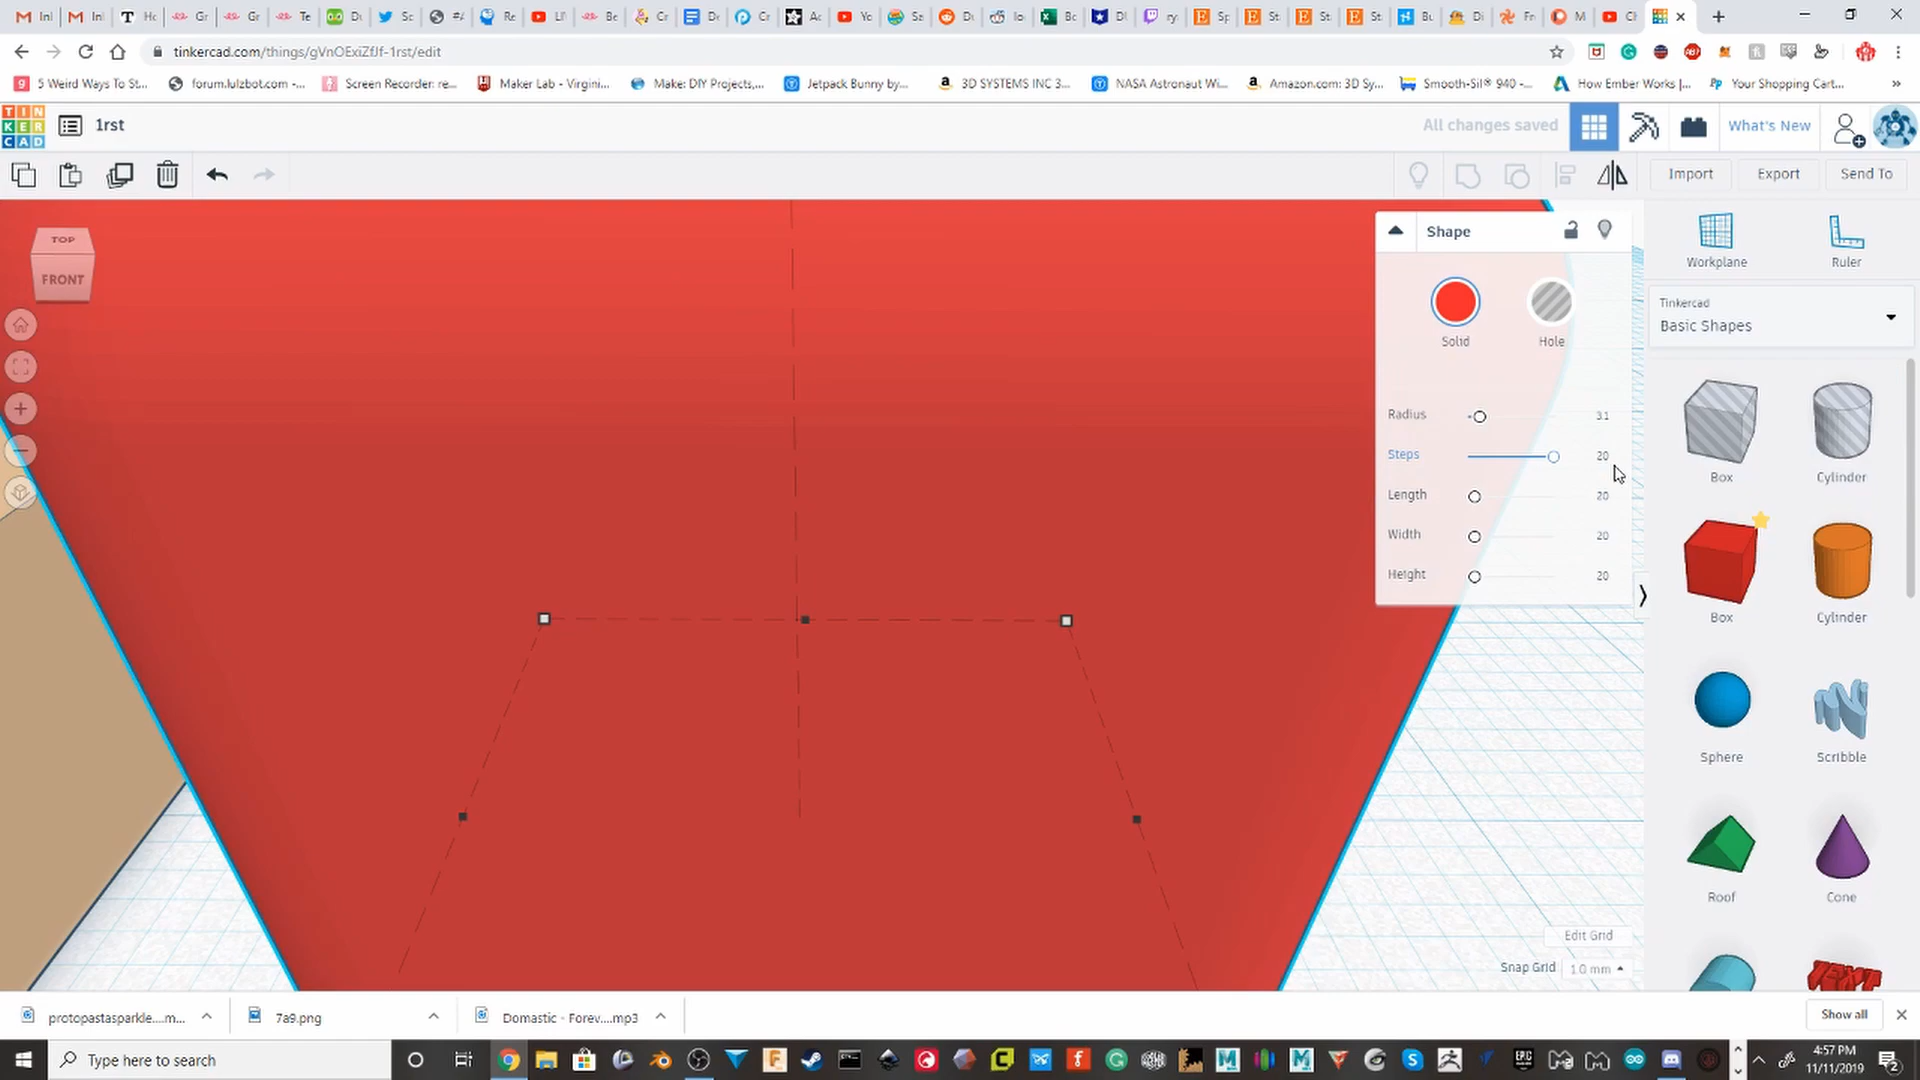 tinkercad.com/things/gVnOExiZfJf-1rst/edit
5 Weird Ways To St...
forum.lulzbot.com -...
Screen Recorder: re...
Maker Lab - Virgini...
Make: DIY Projects,...
Jetpack Bunny by...
3D SYSTEMS INC 3...
NASA Astronaut Wi...
Amazon.com: 3D Sy...
Smooth-Sil® 940 -...
How Ember Works |...
Your Shopping Cart...
TINKERCAD
1rst
All changes saved
What's New
Import
Export
Send To
TOP
FRONT
Shape
Solid
Hole
Radius
3.1
Steps
20
Length
20
Width
20
Height
20
Workplane
Ruler
Tinkercad
Basic Shapes
Box
Cylinder
Box
Cylinder
Sphere
Scribble
Roof
Cone
TEXT
Edit Grid
Snap Grid
1.0 mm
protopastasparkle....m...
7a9.png
Domastic - Forev....mp3
Show all
Type here to search
4:57 PM
11/11/2019